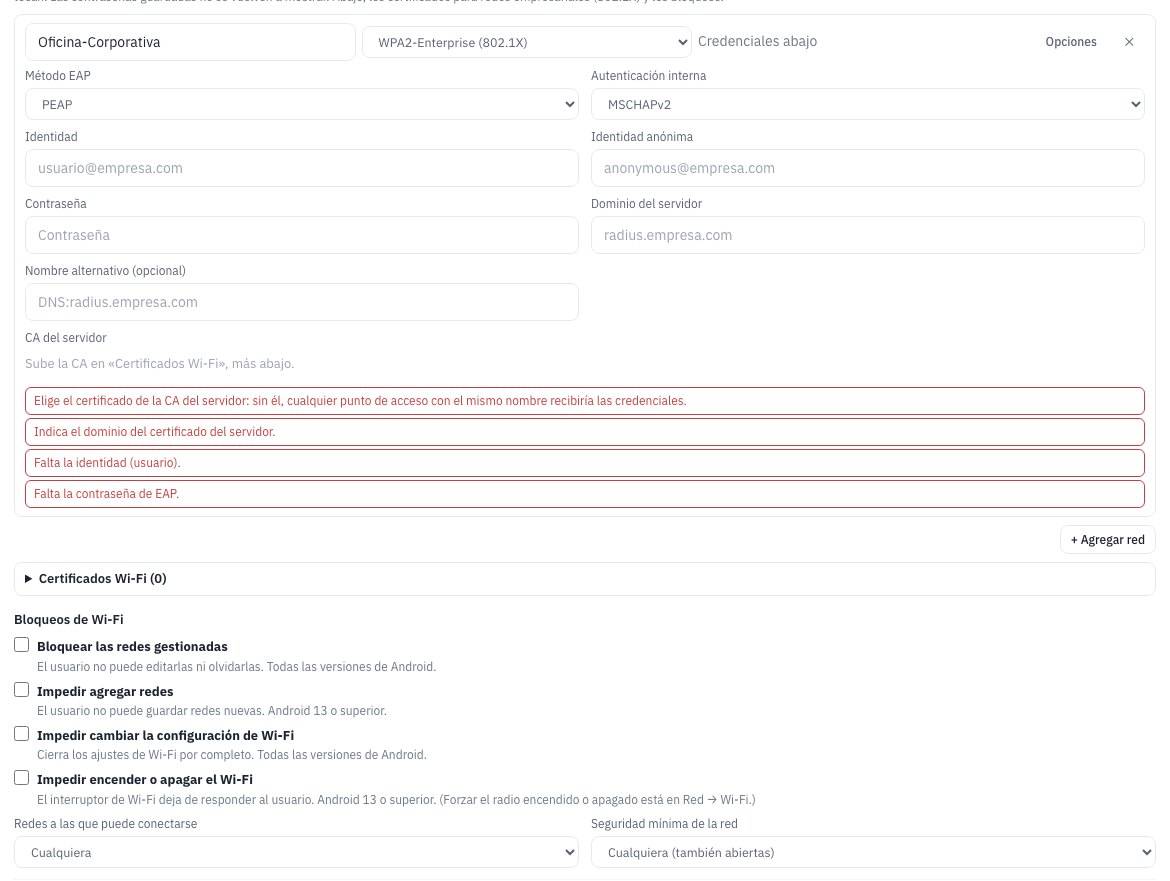 Oficina-Corporativa
WPA2-Enterprise (802.1X)
Credenciales abajo
Opciones
×
Método EAP
Autenticación interna
PEAP
MSCHAPv2
Identidad
Identidad anónima
usuario@empresa.com
anonymous@empresa.com
Contraseña
Dominio del servidor
Contraseña
radius.empresa.com
Nombre alternativo (opcional)
DNS:radius.empresa.com
CA del servidor
Sube la CA en «Certificados Wi-Fi», más abajo.
Elige el certificado de la CA del servidor: sin él, cualquier punto de acceso con el mismo nombre recibiría las credenciales.
Indica el dominio del certificado del servidor.
Falta la identidad (usuario).
Falta la contraseña de EAP.
+ Agregar red
Certificados Wi-Fi (0)
Bloqueos de Wi-Fi
Bloquear las redes gestionadas
El usuario no puede editarlas ni olvidarlas. Todas las versiones de Android.
Impedir agregar redes
El usuario no puede guardar redes nuevas. Android 13 o superior.
Impedir cambiar la configuración de Wi-Fi
Cierra los ajustes de Wi-Fi por completo. Todas las versiones de Android.
Impedir encender o apagar el Wi-Fi
El interruptor de Wi-Fi deja de responder al usuario. Android 13 o superior. (Forzar el radio encendido o apagado está en Red → Wi-Fi.)
Redes a las que puede conectarse
Seguridad mínima de la red
Cualquiera
Cualquiera (también abiertas)